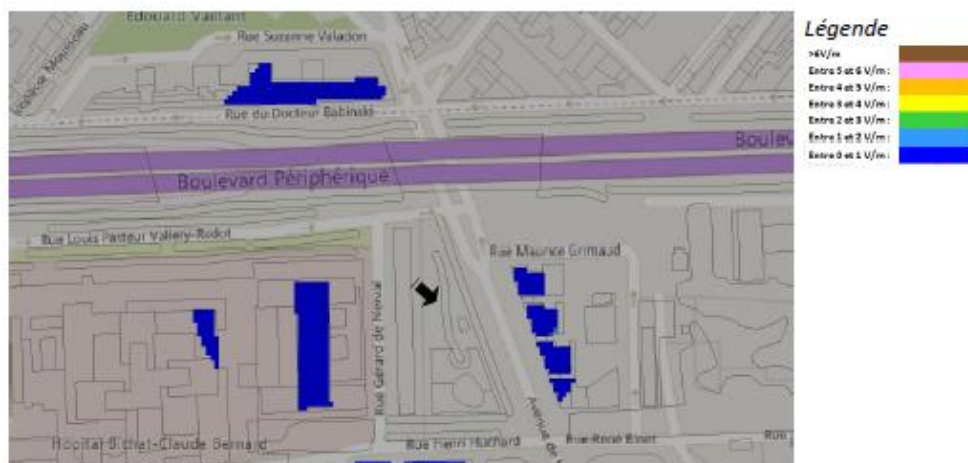 Edouard Vaillant
Rue Suzanne Valadon
Rue du Docteur Babinski
Boulev
Boulevard Périphérique
Rue Louis Pasteur Vallery-Radot
Rue Maurice Grimaud
Rue Gérard de Nerval
Hôpital Bichat-Claude Bernard
Rue Henri Huchard
Avenue de
Rue René Binet
Rue
Légende
>6V/m
Entre 5 et 6 V/m :
Entre 4 et 5 V/m :
Entre 3 et 4 V/m :
Entre 2 et 3 V/m :
Entre 1 et 2 V/m :
Entre 0 et 1 V/m :